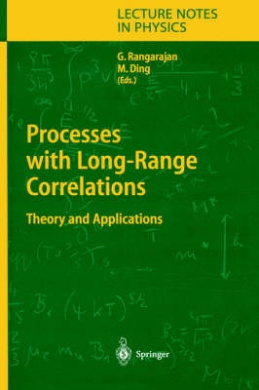 LECTURE NOTES
IN PHYSICS
G. Rangarajan
M. Ding
(Eds.)
Processes
with Long-Range
Correlations
Theory and Applications
Springer